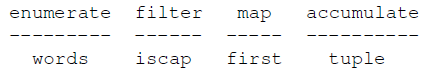 enumerate filter map accumulate
--------- ------ ----- ----------
words iscap first tuple